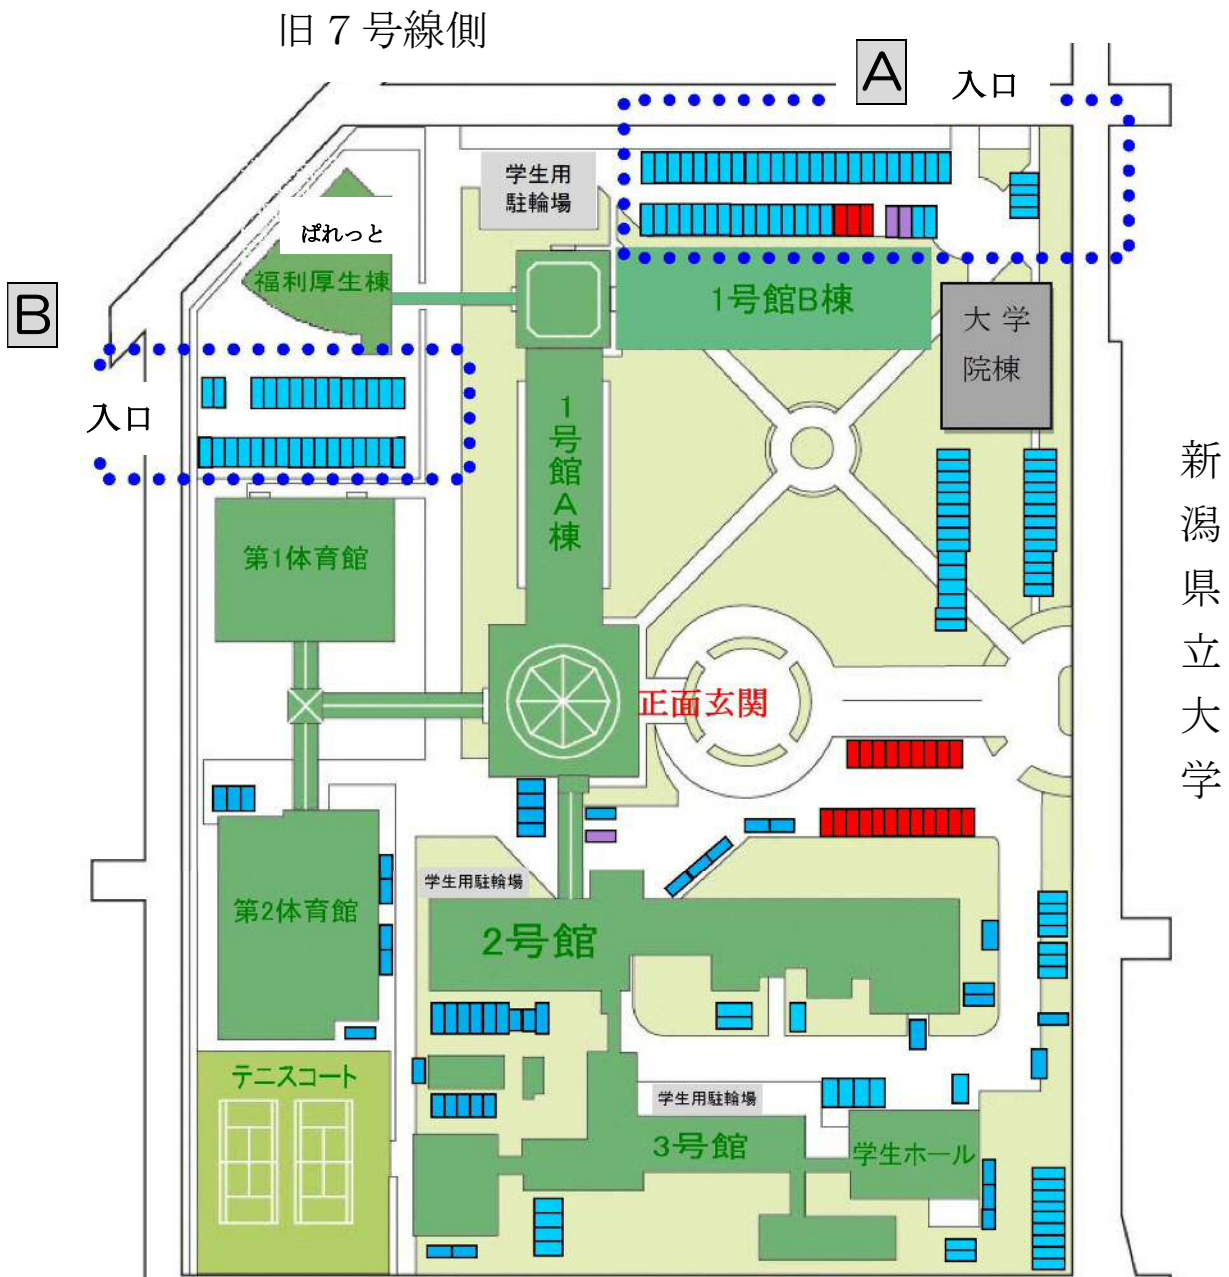 旧７号線側
A
入口
学生用
駐輪場
ぱれっと
福利厚生棟
1号館B棟
大 学
院棟
B
入口
1号館A棟
第1体育館
新潟県立大学
正面玄関
学生用駐輪場
第2体育館
2号館
テニスコート
学生用駐輪場
3号館
学生ホール